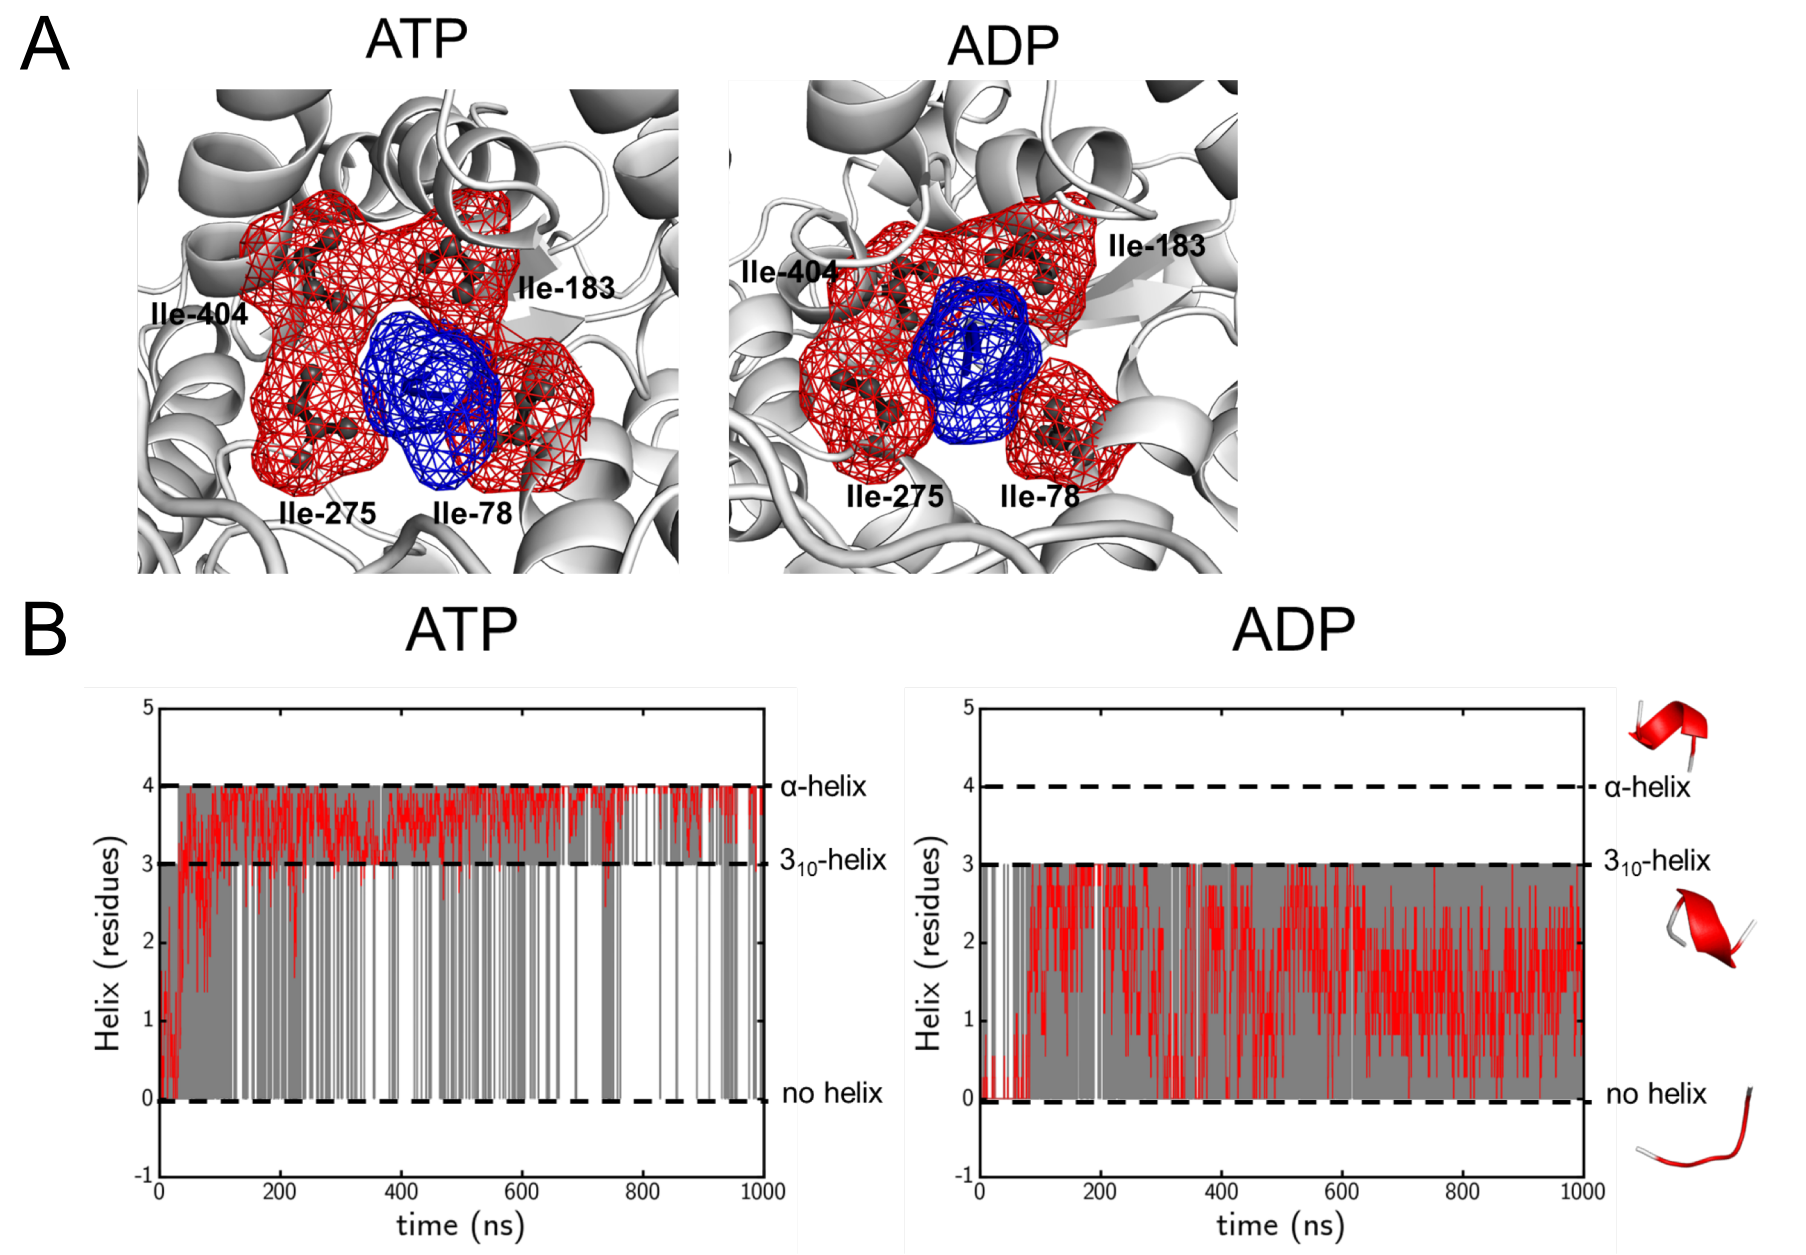 A
ATP
ADP
Ile-404
Ile-183
Ile-275
Ile-78
Ile-404
Ile-183
Ile-275
Ile-78
B
ATP
ADP
5
4
3
2
1
0
-1
Helix (residues)
0
200
400
600
800
1000
time (ns)
α-helix
3₁₀-helix
no helix
5
4
3
2
1
0
-1
Helix (residues)
0
200
400
600
800
1000
time (ns)
α-helix
3₁₀-helix
no helix